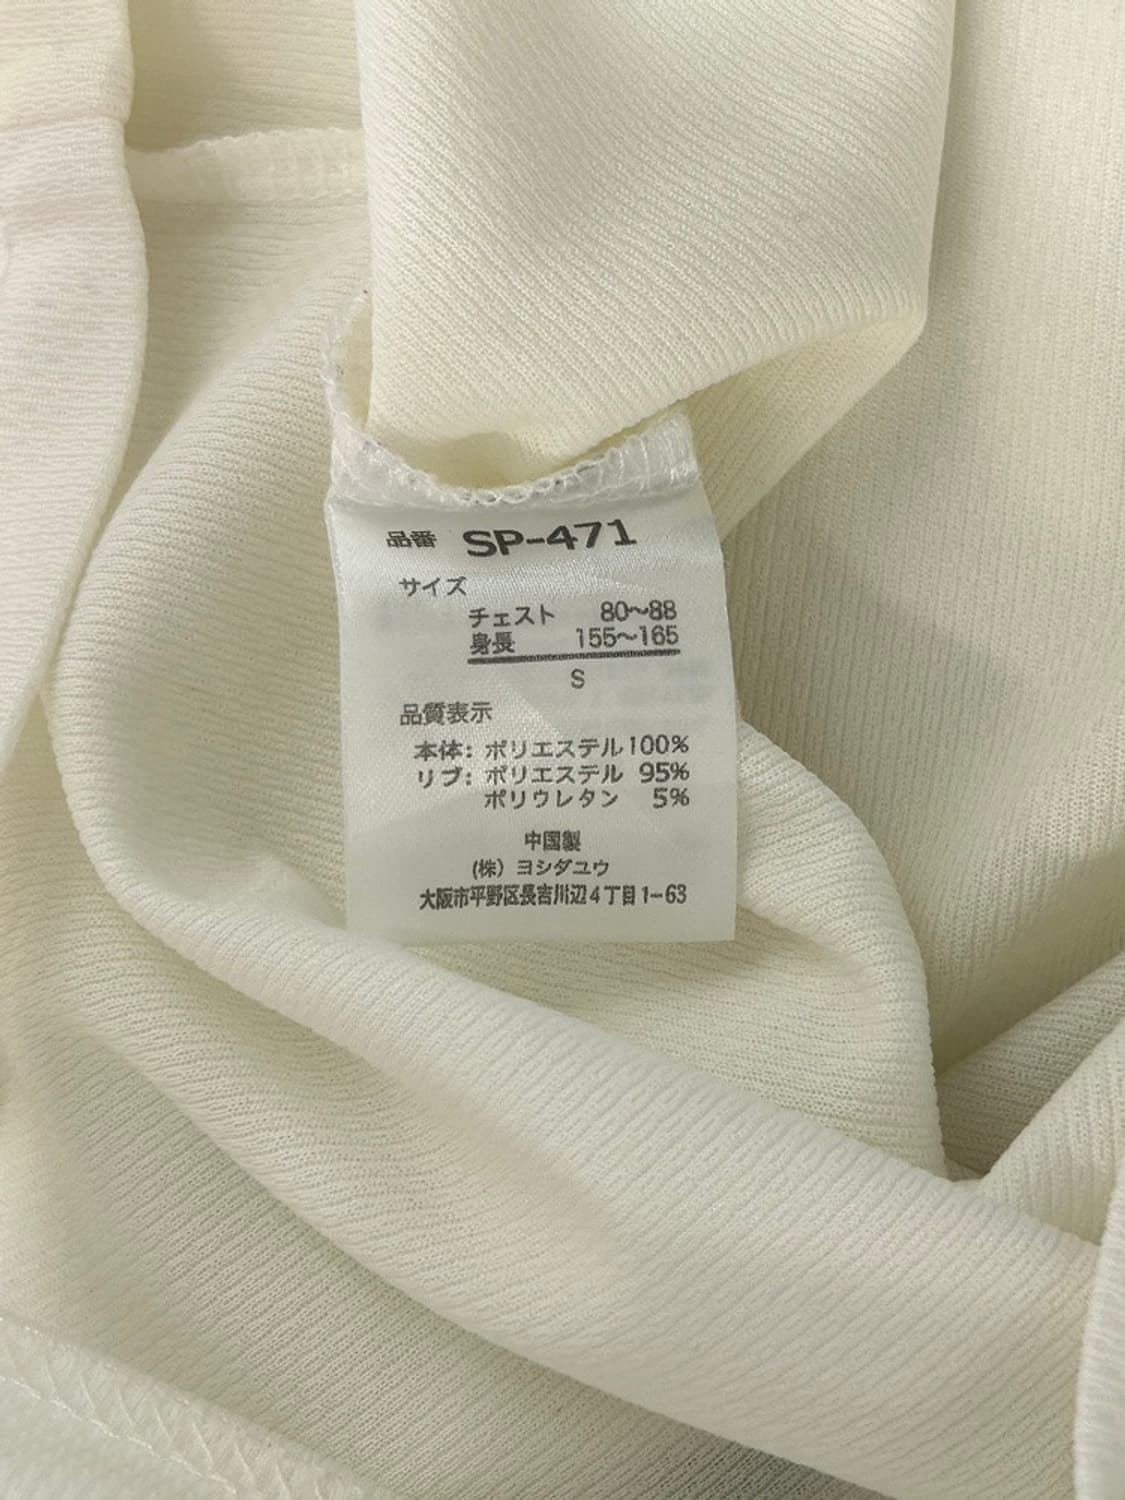 品番 SP-471
サイズ
チェスト 80〜88
身長 155〜165
S
品質表示
本体: ポリエステル100%
リブ: ポリエステル 95%
ポリウレタン 5%
中国製
(株) ヨシダユウ
大阪市平野区長吉川辺4丁目1-63